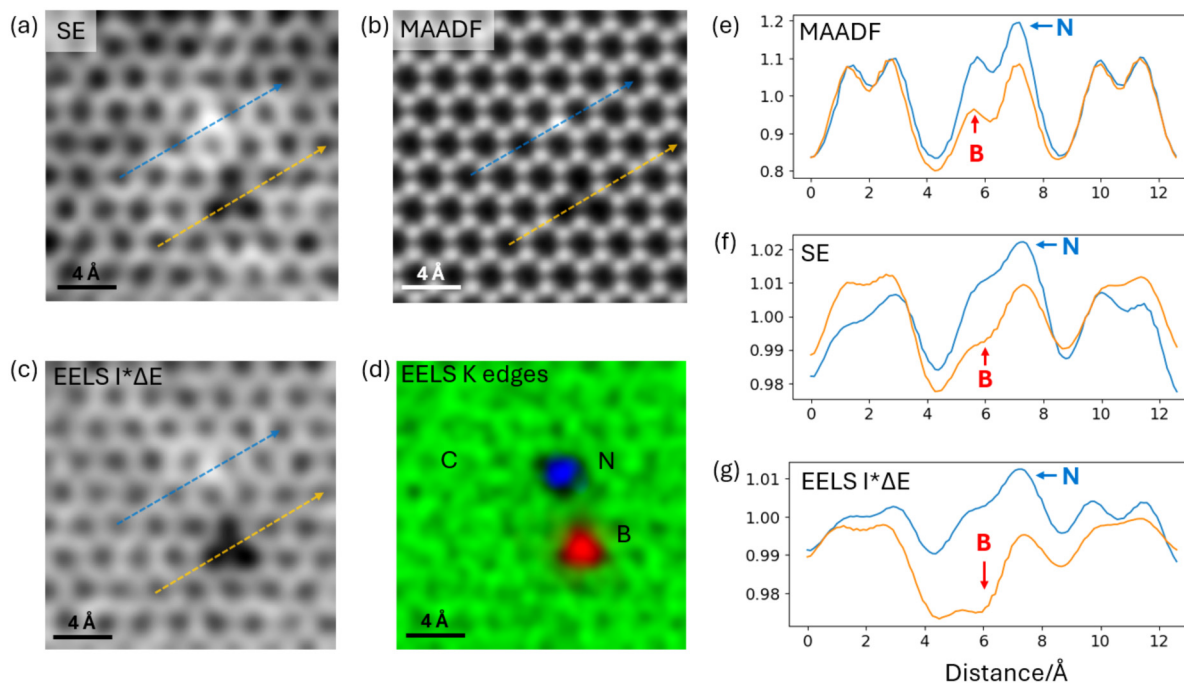 (a) SE
4 Å
(b) MAADF
4 Å
(c) EELS I*ΔE
4 Å
(d) EELS K edges
C
N
B
4 Å
(e) MAADF
N
B
1.2
1.1
1.0
0.9
0.8
0 2 4 6 8 10 12
(f) SE
N
B
1.02
1.01
1.00
0.99
0.98
0 2 4 6 8 10 12
(g) EELS I*ΔE
N
B
1.01
1.00
0.99
0.98
0 2 4 6 8 10 12
Distance/Å